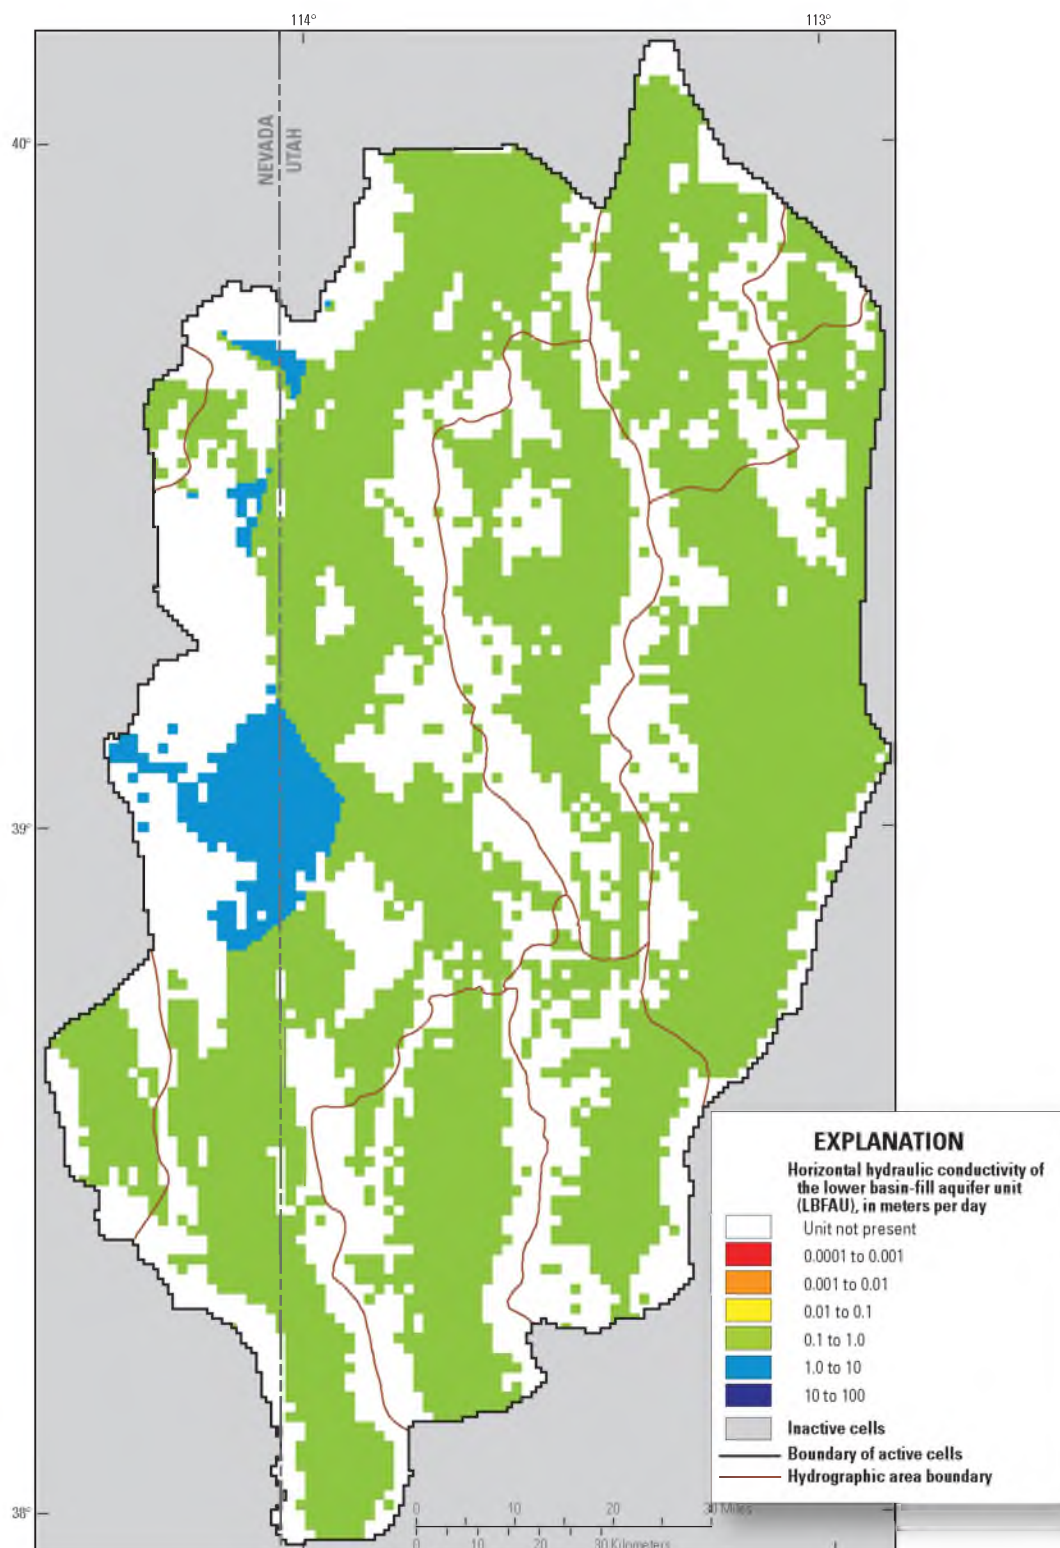 114°
113°
40°
NEVADA
UTAH
39°
38°
EXPLANATION
Horizontal hydraulic conductivity of
the lower basin-fill aquifer unit
(LBFAU), in meters per day
Unit not present
0.0001 to 0.001
0.001 to 0.01
0.01 to 0.1
0.1 to 1.0
1.0 to 10
10 to 100
Inactive cells
Boundary of active cells
Hydrographic area boundary
0 10 20 30 Miles
0 10 20 30 Kilometers